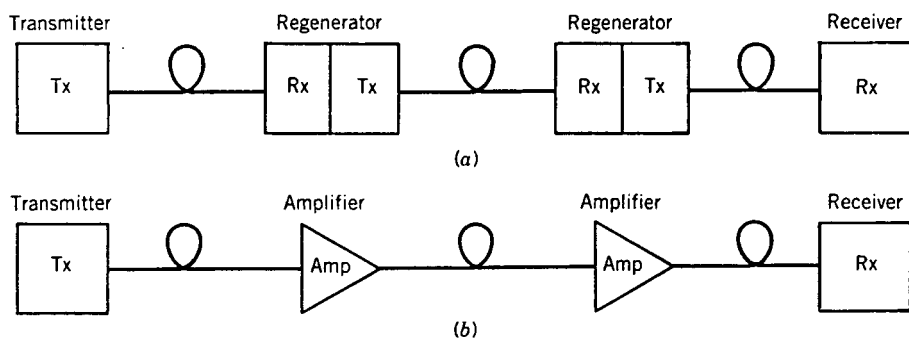 Transmitter Regenerator Regenerator Receiver
Tx Rx Tx Rx Tx Rx
(a)
Transmitter Amplifier Amplifier Receiver
Tx Amp Amp Rx
(b)